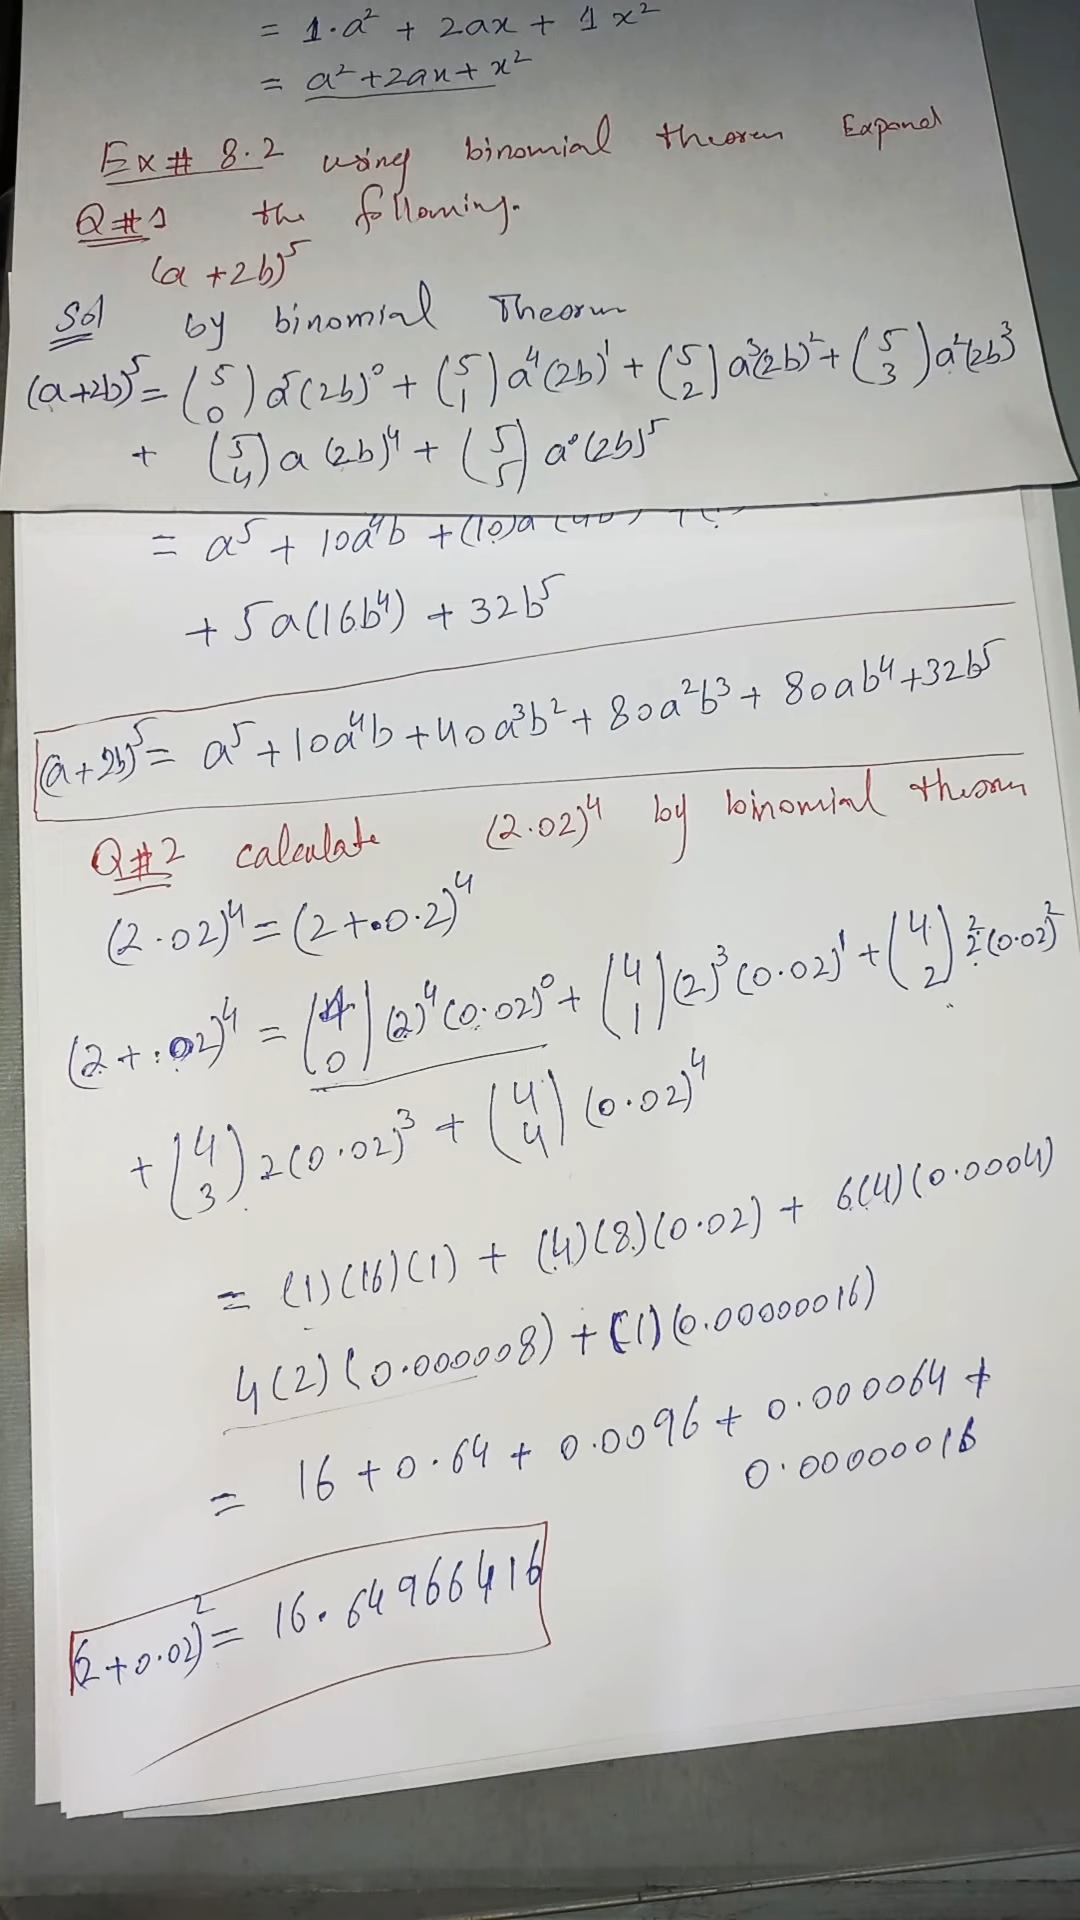 = 1·a² + 2ax + 1x²
= a²+2ax+x²
Ex# 8.2 using binomial theorem Expand
Q#1 the following.
(a+2b)⁵
Sol by binomial Theorem
(a+2b)⁵ = (5 0) a⁵(2b)⁰ + (5 1) a⁴(2b)¹ + (5 2) a³(2b)² + (5 3) a²(2b)³
+ (5 4) a (2b)⁴ + (5 5) a⁰(2b)⁵
= a⁵ + 10a⁴b + (10)a
+ 5a(16b⁴) + 32b⁵
(a+2b)⁵ = a⁵+10a⁴b+40a³b²+80a²b³+80ab⁴+32b⁵
Q#2 calculate (2.02)⁴ by binomial theorem
(2.02)⁴ = (2+.0.2)⁴
(2+.02)⁴ = (4 0)(2)⁴(0.02)⁰ + (4 1)(2)³(0.02)¹ + (4 2) 2²(0.02)²
+ (4 3) 2(0.02)³ + (4 4) (0.02)⁴
= (1)(16)(1) + (4)(8)(0.02) + 6(4)(0.0004)
4(2)(0.000008) + (1)(0.00000016)
= 16 + 0.64 + 0.0096 + 0.000064 +
0.00000016
(2+0.02)² = 16.64966416